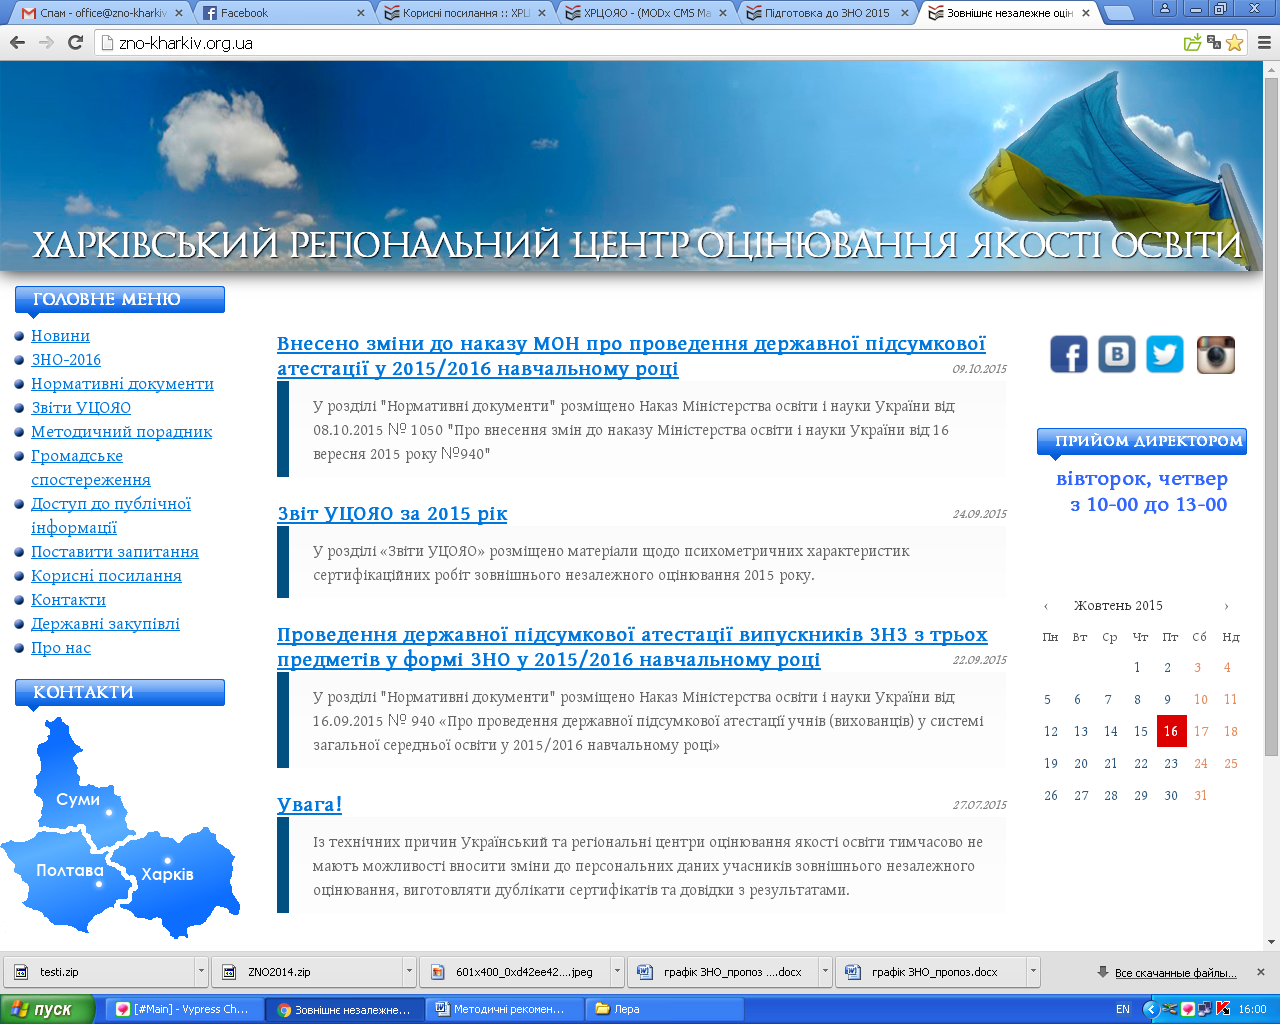 Спам - office@zno-kharkiv
Facebook
Корисні посилання :: ХРЦ
ХРЦОЯО - (MODx CMS Ma
Підготовка до ЗНО 2015
Зовнішнє незалежне оцін
zno-kharkiv.org.ua
ХАРКІВСЬКИЙ РЕГІОНАЛЬНИЙ ЦЕНТР ОЦІНЮВАННЯ ЯКОСТІ ОСВІТИ
ГОЛОВНЕ МЕНЮ
Новини
ЗНО-2016
Нормативні документи
Звіти УЦОЯО
Методичний порадник
Громадське
спостереження
Доступ до публічної
інформації
Поставити запитання
Корисні посилання
Контакти
Державні закупівлі
Про нас
КОНТАКТИ
Суми
Полтава
Харків
Внесено зміни до наказу МОН про проведення державної підсумкової
атестації у 2015/2016 навчальному році
09.10.2015
У розділі "Нормативні документи" розміщено Наказ Міністерства освіти і науки України від
08.10.2015 № 1050 "Про внесення змін до наказу Міністерства освіти і науки України від 16
вересня 2015 року №940"
Звіт УЦОЯО за 2015 рік
24.09.2015
У розділі «Звіти УЦОЯО» розміщено матеріали щодо психометричних характеристик
сертифікаційних робіт зовнішнього незалежного оцінювання 2015 року.
Проведення державної підсумкової атестації випускників ЗНЗ з трьох
предметів у формі ЗНО у 2015/2016 навчальному році
22.09.2015
У розділі "Нормативні документи" розміщено Наказ Міністерства освіти і науки України від
16.09.2015 № 940 «Про проведення державної підсумкової атестації учнів (вихованців) у системі
загальної середньої освіти у 2015/2016 навчальному році»
Увага!
27.07.2015
Із технічних причин Український та регіональні центри оцінювання якості освіти тимчасово не
мають можливості вносити зміни до персональних даних учасників зовнішнього незалежного
оцінювання, виготовляти дублікати сертифікатів та довідки з результатами.
ПРИЙОМ ДИРЕКТОРОМ
вівторок, четвер
з 10-00 до 13-00
‹ Жовтень 2015 ›
Пн Вт Ср Чт Пт Сб Нд
1 2 3 4
5 6 7 8 9 10 11
12 13 14 15 16 17 18
19 20 21 22 23 24 25
26 27 28 29 30 31
testi.zip
ZNO2014.zip
601x400_0xd42ee42....jpeg
графік ЗНО_пропоз ....docx
графік ЗНО_пропоз.docx
Все скачанные файлы...
пуск
[#Main] - Vypress Ch...
Зовнішнє незалежне...
Методичні рекомен...
Лера
EN
16:00